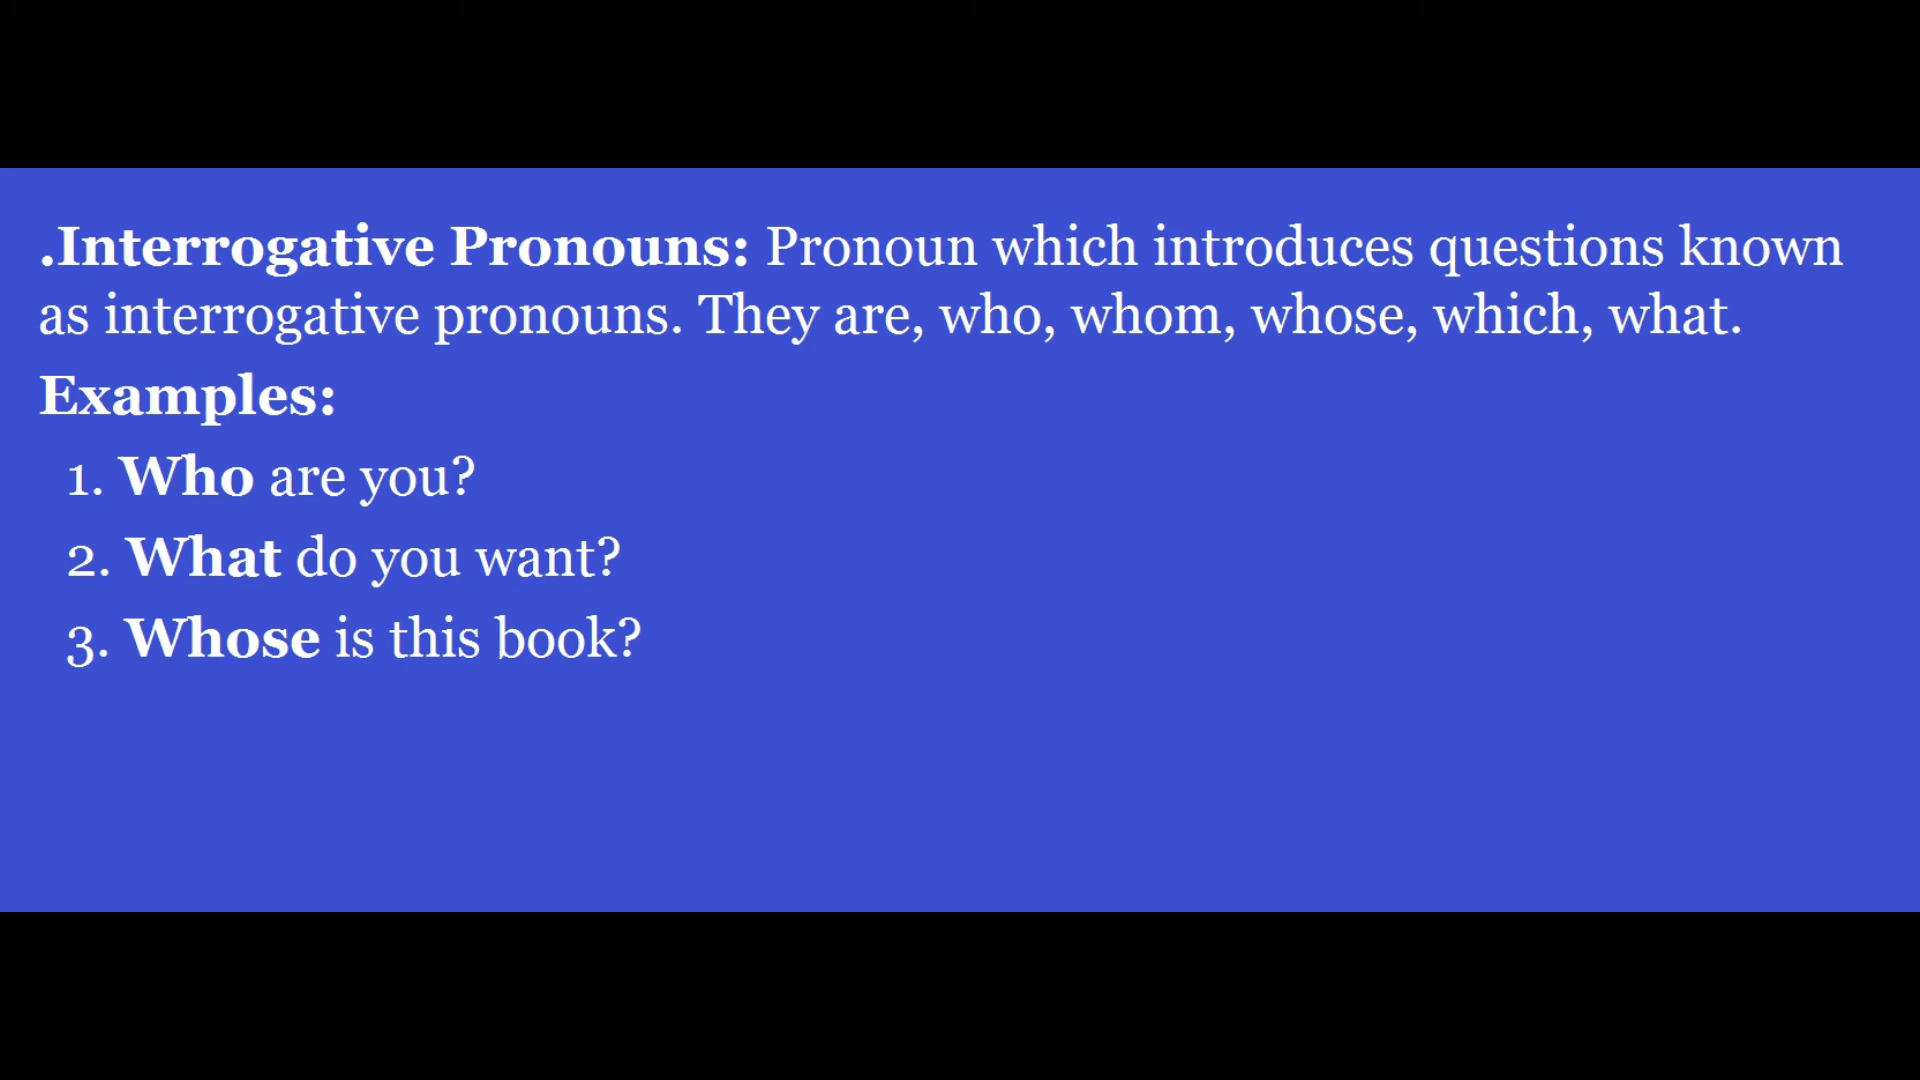 .Interrogative Pronouns: Pronoun which introduces questions known
as interrogative pronouns. They are, who, whom, whose, which, what.
Examples:
1. Who are you?
2. What do you want?
3. Whose is this book?